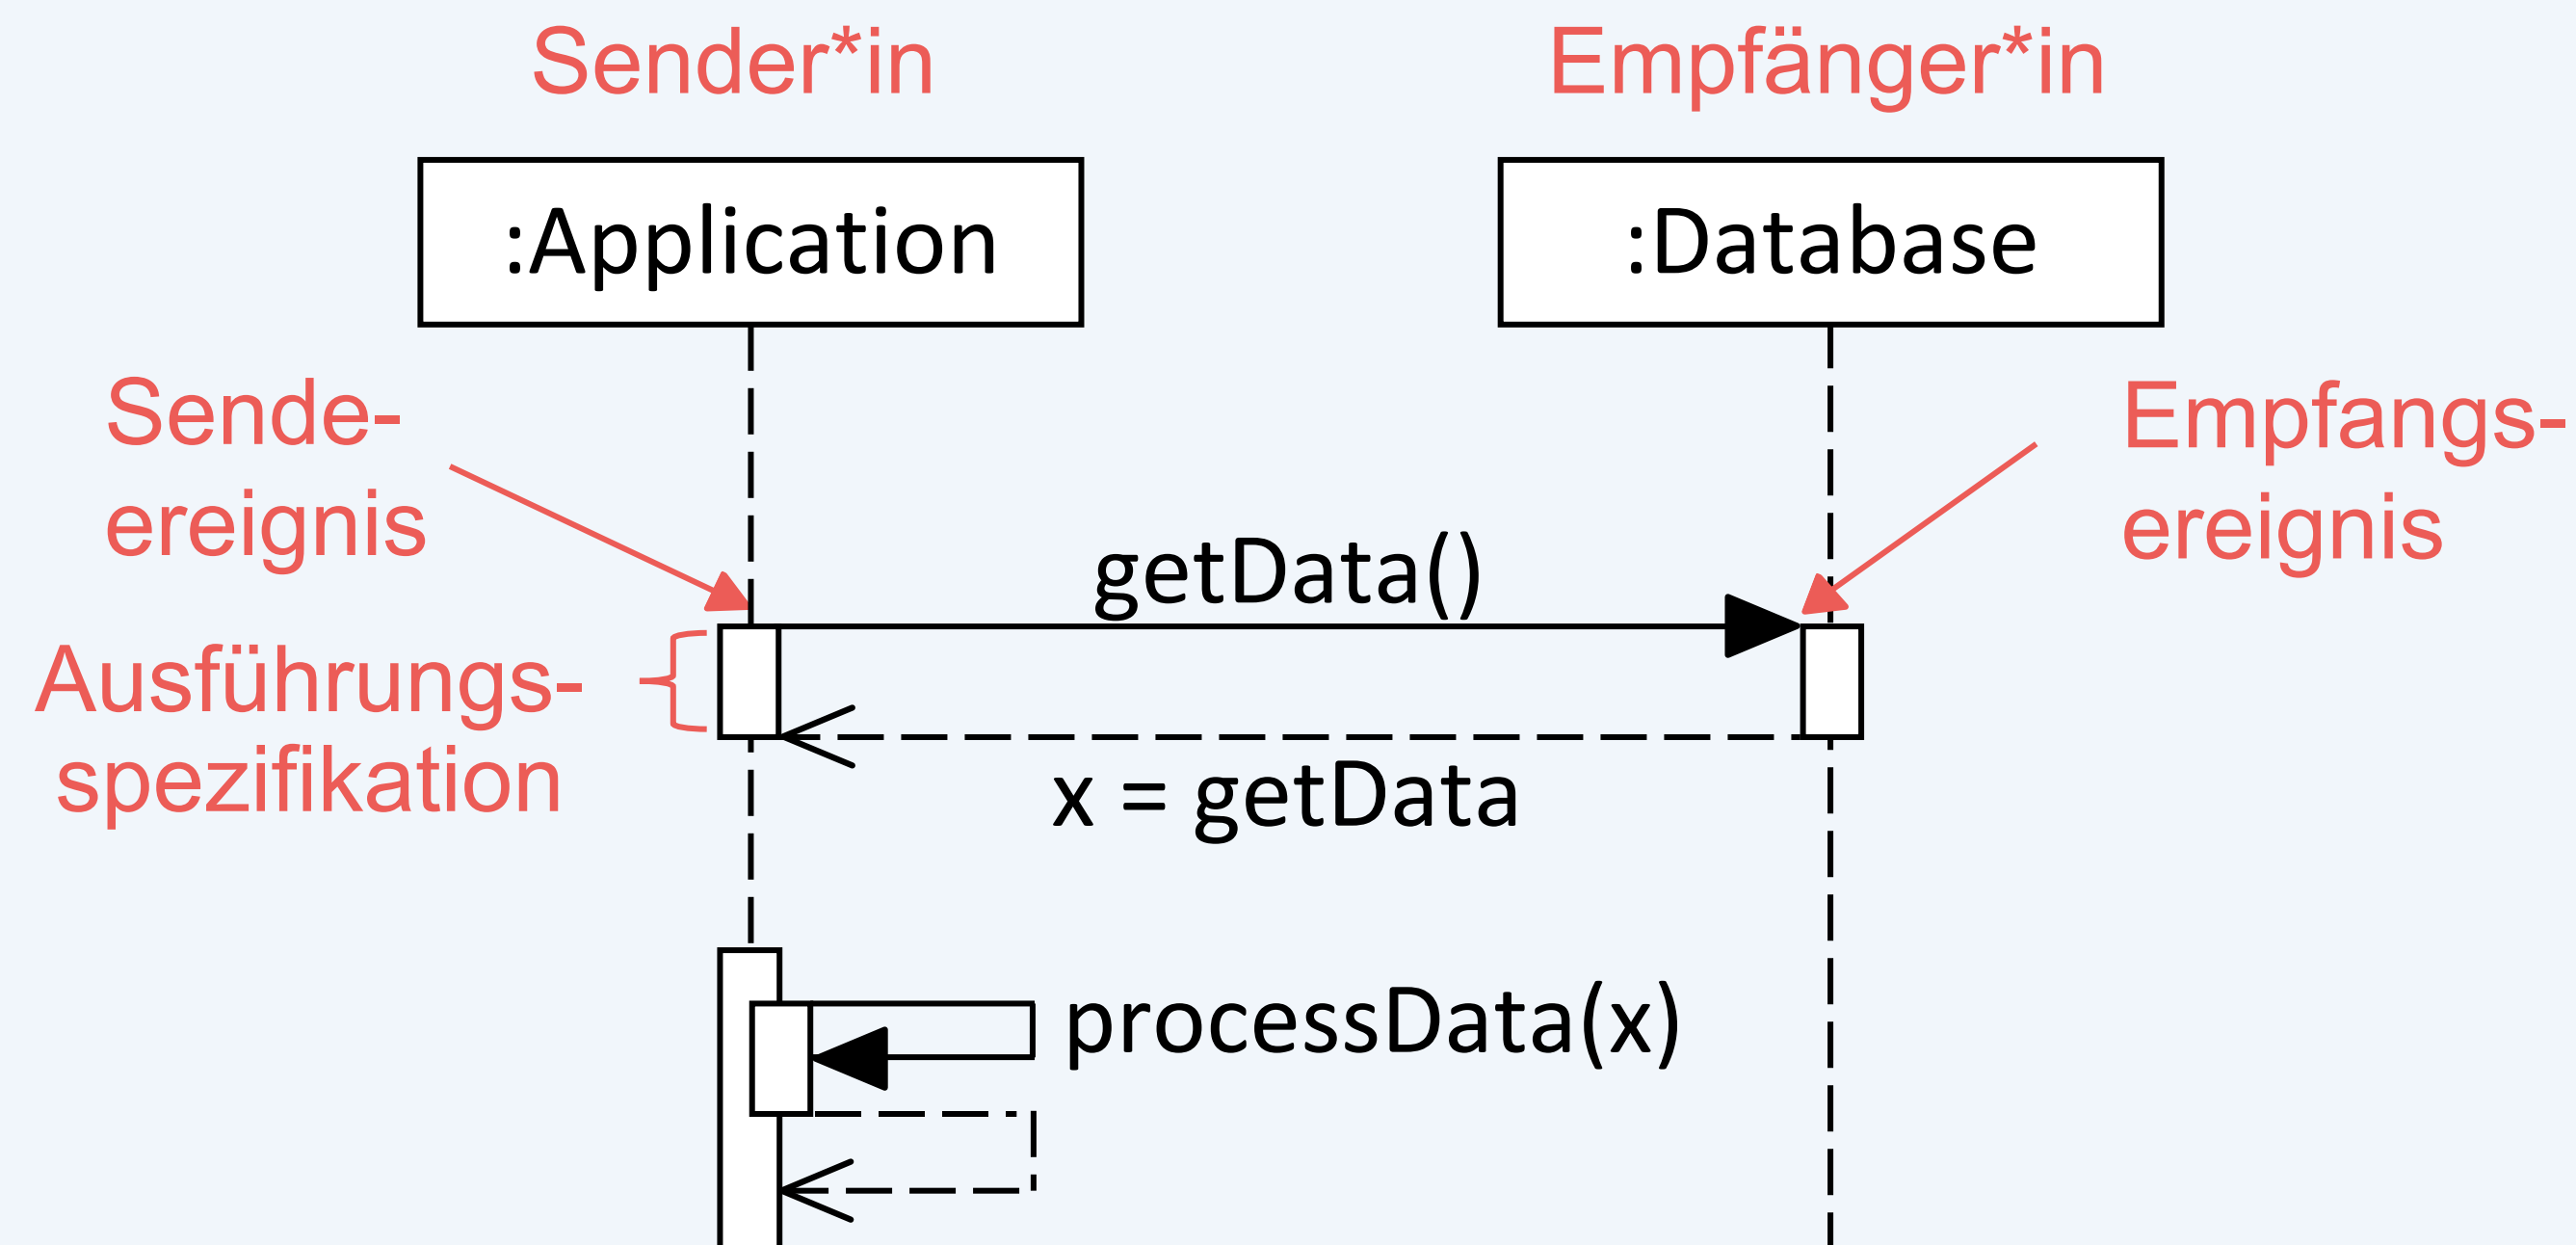 Sender*in
Empfänger*in
:Application
:Database
Sende-
ereignis
Empfangs-
ereignis
getData()
Ausführungs-
spezifikation
x = getData
processData(x)